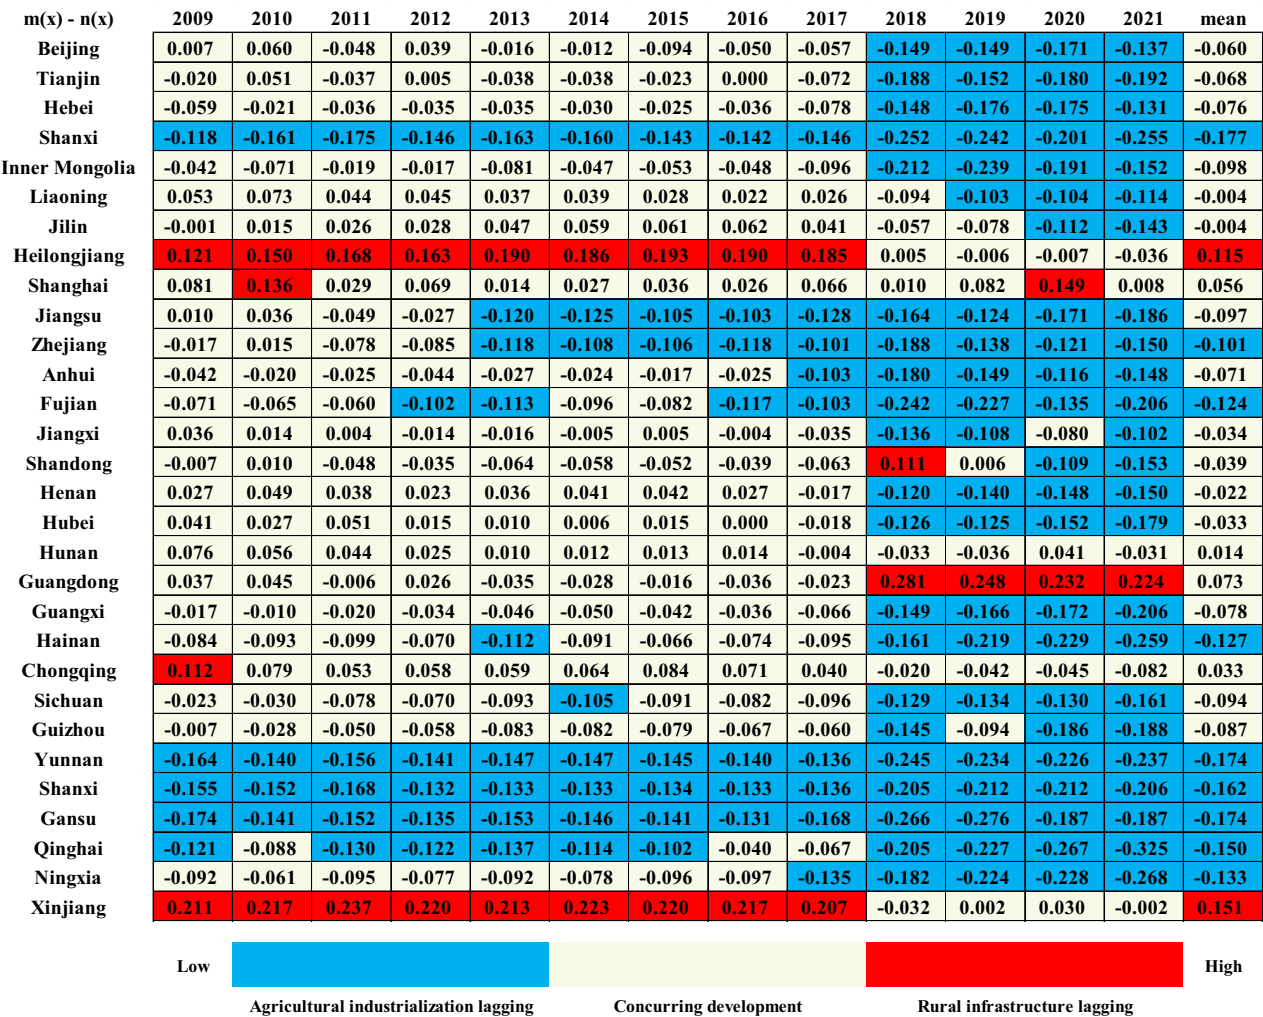 m(x) - n(x) 2009 2010 2011 2012 2013 2014 2015 2016 2017 2018 2019 2020 2021 mean
Beijing 0.007 0.060 -0.048 0.039 -0.016 -0.012 -0.094 -0.050 -0.057 -0.149 -0.149 -0.171 -0.137 -0.060
Tianjin -0.020 0.051 -0.037 0.005 -0.038 -0.038 -0.023 0.000 -0.072 -0.188 -0.152 -0.180 -0.192 -0.068
Hebei -0.059 -0.021 -0.036 -0.035 -0.035 -0.030 -0.025 -0.036 -0.078 -0.148 -0.176 -0.175 -0.131 -0.076
Shanxi -0.118 -0.161 -0.175 -0.146 -0.163 -0.160 -0.143 -0.142 -0.146 -0.252 -0.242 -0.201 -0.255 -0.177
Inner Mongolia -0.042 -0.071 -0.019 -0.017 -0.081 -0.047 -0.053 -0.048 -0.096 -0.212 -0.239 -0.191 -0.152 -0.098
Liaoning 0.053 0.073 0.044 0.045 0.037 0.039 0.028 0.022 0.026 -0.094 -0.103 -0.104 -0.114 -0.004
Jilin -0.001 0.015 0.026 0.028 0.047 0.059 0.061 0.062 0.041 -0.057 -0.078 -0.112 -0.143 -0.004
Heilongjiang 0.121 0.150 0.168 0.163 0.190 0.186 0.193 0.190 0.185 0.005 -0.006 -0.007 -0.036 0.115
Shanghai 0.081 0.136 0.029 0.069 0.014 0.027 0.036 0.026 0.066 0.010 0.082 0.149 0.008 0.056
Jiangsu 0.010 0.036 -0.049 -0.027 -0.120 -0.125 -0.105 -0.103 -0.128 -0.164 -0.124 -0.171 -0.186 -0.097
Zhejiang -0.017 0.015 -0.078 -0.085 -0.118 -0.108 -0.106 -0.118 -0.101 -0.188 -0.138 -0.121 -0.150 -0.101
Anhui -0.042 -0.020 -0.025 -0.044 -0.027 -0.024 -0.017 -0.025 -0.103 -0.180 -0.149 -0.116 -0.148 -0.071
Fujian -0.071 -0.065 -0.060 -0.102 -0.113 -0.096 -0.082 -0.117 -0.103 -0.242 -0.227 -0.135 -0.206 -0.124
Jiangxi 0.036 0.014 0.004 -0.014 -0.016 -0.005 0.005 -0.004 -0.035 -0.136 -0.108 -0.080 -0.102 -0.034
Shandong -0.007 0.010 -0.048 -0.035 -0.064 -0.058 -0.052 -0.039 -0.063 0.111 0.006 -0.109 -0.153 -0.039
Henan 0.027 0.049 0.038 0.023 0.036 0.041 0.042 0.027 -0.017 -0.120 -0.140 -0.148 -0.150 -0.022
Hubei 0.041 0.027 0.051 0.015 0.010 0.006 0.015 0.000 -0.018 -0.126 -0.125 -0.152 -0.179 -0.033
Hunan 0.076 0.056 0.044 0.025 0.010 0.012 0.013 0.014 -0.004 -0.033 -0.036 0.041 -0.031 0.014
Guangdong 0.037 0.045 -0.006 0.026 -0.035 -0.028 -0.016 -0.036 -0.023 0.281 0.248 0.232 0.224 0.073
Guangxi -0.017 -0.010 -0.020 -0.034 -0.046 -0.050 -0.042 -0.036 -0.066 -0.149 -0.166 -0.172 -0.206 -0.078
Hainan -0.084 -0.093 -0.099 -0.070 -0.112 -0.091 -0.066 -0.074 -0.095 -0.161 -0.219 -0.229 -0.259 -0.127
Chongqing 0.112 0.079 0.053 0.058 0.059 0.064 0.084 0.071 0.040 -0.020 -0.042 -0.045 -0.082 0.033
Sichuan -0.023 -0.030 -0.078 -0.070 -0.093 -0.105 -0.091 -0.082 -0.096 -0.129 -0.134 -0.130 -0.161 -0.094
Guizhou -0.007 -0.028 -0.050 -0.058 -0.083 -0.082 -0.079 -0.067 -0.060 -0.145 -0.094 -0.186 -0.188 -0.087
Yunnan -0.164 -0.140 -0.156 -0.141 -0.147 -0.147 -0.145 -0.140 -0.136 -0.245 -0.234 -0.226 -0.237 -0.174
Shanxi -0.155 -0.152 -0.168 -0.132 -0.133 -0.133 -0.134 -0.133 -0.136 -0.205 -0.212 -0.212 -0.206 -0.162
Gansu -0.174 -0.141 -0.152 -0.135 -0.153 -0.146 -0.141 -0.131 -0.168 -0.266 -0.276 -0.187 -0.187 -0.174
Qinghai -0.121 -0.088 -0.130 -0.122 -0.137 -0.114 -0.102 -0.040 -0.067 -0.205 -0.227 -0.267 -0.325 -0.150
Ningxia -0.092 -0.061 -0.095 -0.077 -0.092 -0.078 -0.096 -0.097 -0.135 -0.182 -0.224 -0.228 -0.268 -0.133
Xinjiang 0.211 0.217 0.237 0.220 0.213 0.223 0.220 0.217 0.207 -0.032 0.002 0.030 -0.002 0.151
Low High
Agricultural industrialization lagging Concurring development Rural infrastructure lagging